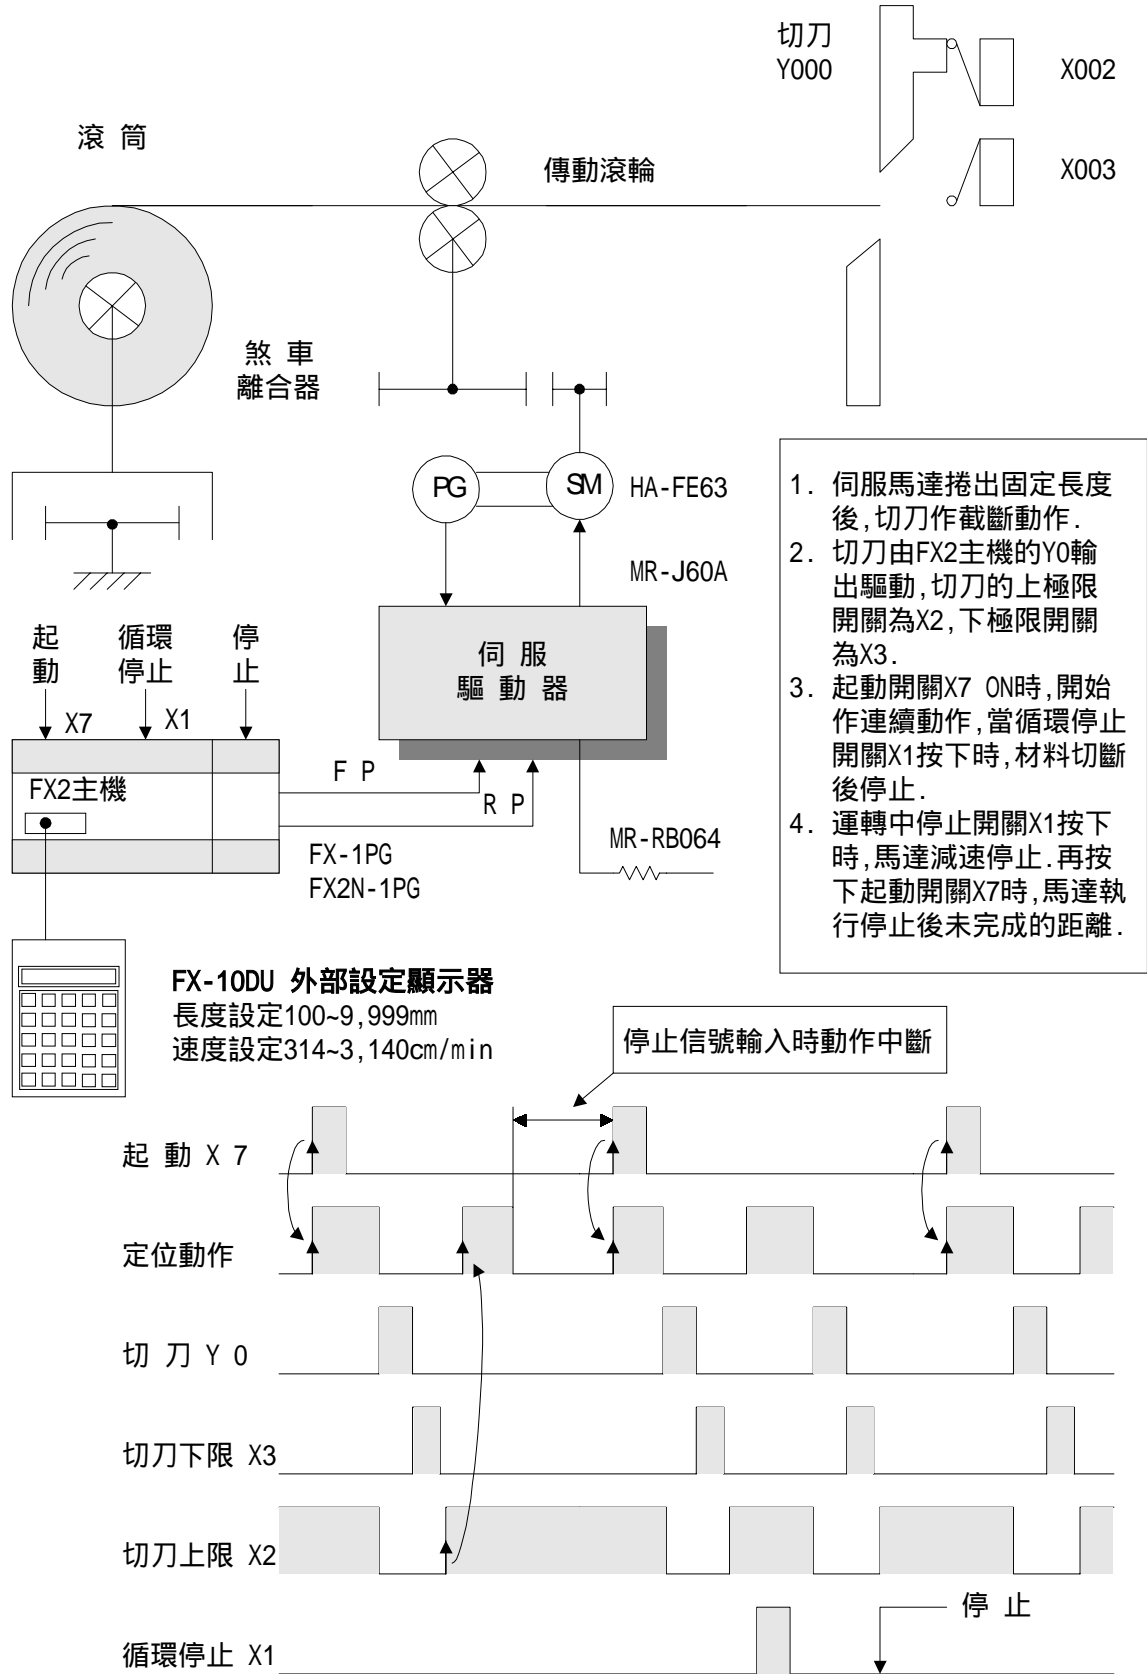 切刀
Y000
X002
滾 筒
傳動滾輪
X003
煞 車
離合器
PG
SM
HA-FE63
MR-J60A
1. 伺服馬達捲出固定長度
後,切刀作截斷動作.
2. 切刀由FX2主機的Y0輸
出驅動,切刀的上極限
開關為X2,下極限開關
為X3.
3. 起動開關X7 ON時,開始
作連續動作,當循環停止
開關X1按下時,材料切斷
後停止.
4. 運轉中停止開關X1按下
時,馬達減速停止.再按
下起動開關X7時,馬達執
行停止後未完成的距離.
伺 服
驅 動 器
起
動
循環
停止
停
止
X7
X1
FX2主機
F P
R P
FX-1PG
FX2N-1PG
MR-RB064
FX-10DU 外部設定顯示器
長度設定100~9,999mm
速度設定314~3,140cm/min
停止信號輸入時動作中斷
起 動 X 7
定位動作
切 刀 Y 0
切刀下限 X3
切刀上限 X2
停 止
循環停止 X1